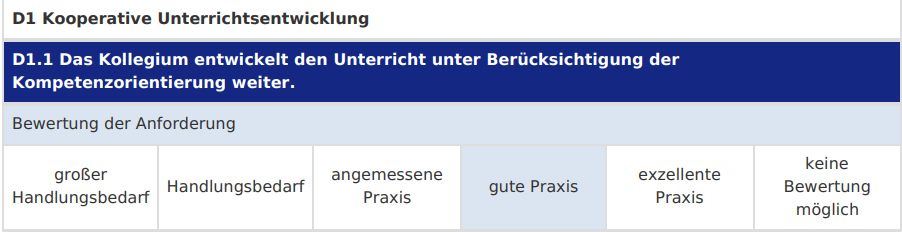 D1 Kooperative Unterrichtsentwicklung
D1.1 Das Kollegium entwickelt den Unterricht unter Berücksichtigung der
Kompetenzorientierung weiter.
Bewertung der Anforderung
großer
Handlungsbedarf
Handlungsbedarf
angemessene
Praxis
gute Praxis
exzellente
Praxis
keine
Bewertung
möglich